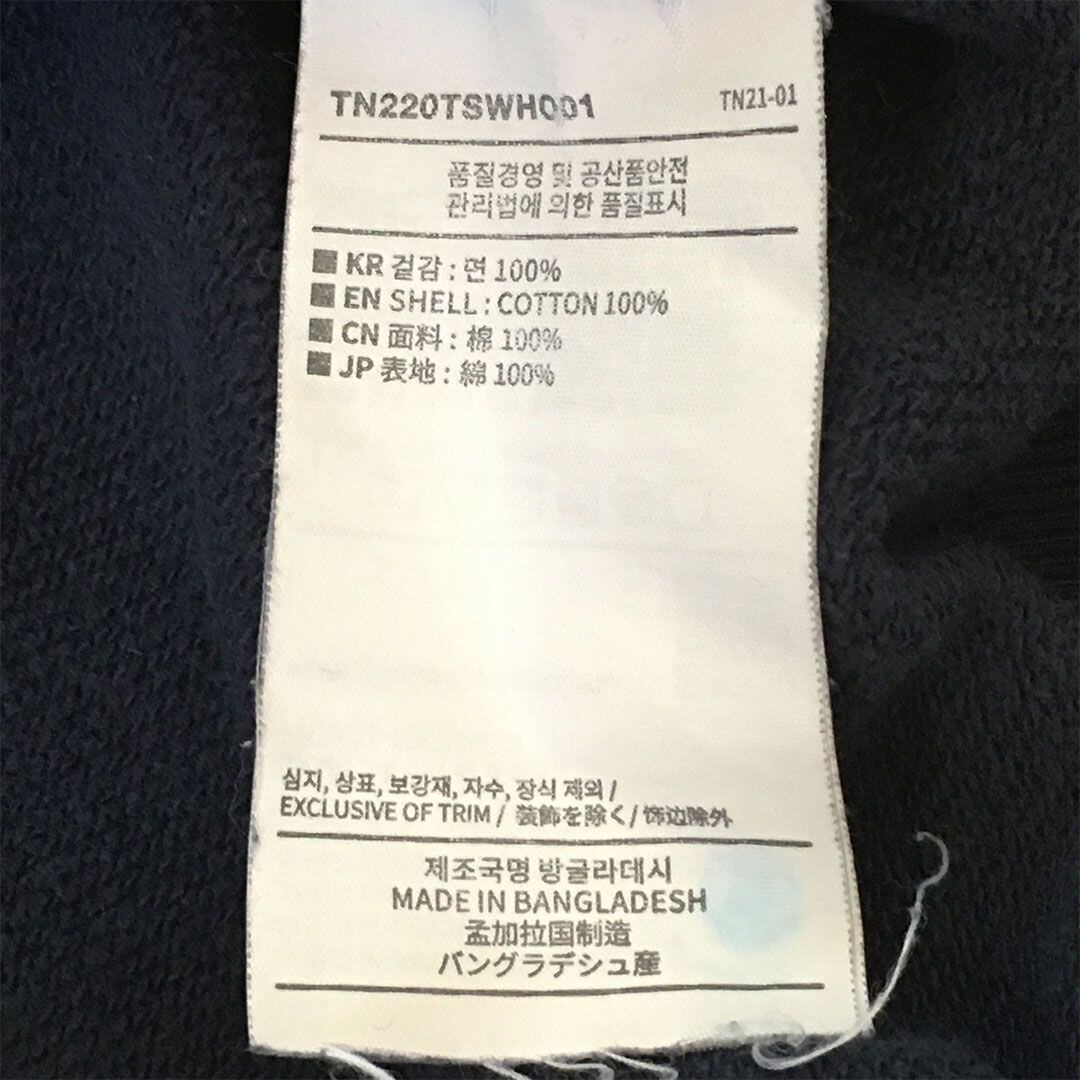 TN220TSWH001 TN21-01
품질경영 및 공산품안전
관리법에 의한 품질표시
KR 겉감 : 면 100%
EN SHELL : COTTON 100%
CN 面料 : 棉 100%
JP 表地 : 綿 100%
심지, 상표, 보강재, 자수, 장식 제외 /
EXCLUSIVE OF TRIM / 装飾を除く / 饰边除外
제조국명 방글라데시
MADE IN BANGLADESH
孟加拉国制造
バングラデシュ産